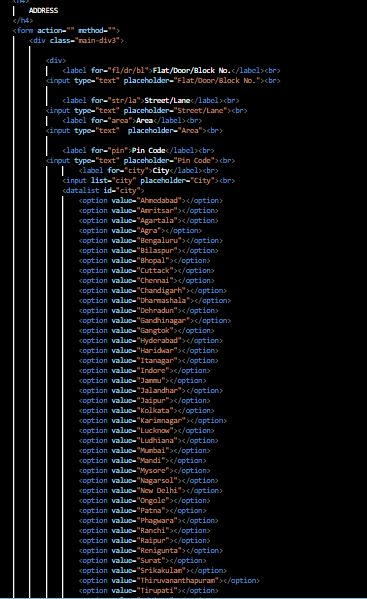 </h4>
ADDRESS
</h4>
<form action="" method="">
<div class="main-div3">
<div>
<label for="fl/dr/bl">Flat/Door/Block No.</label><br>
<input type="text" placeholder="Flat/Door/Block No."><br>
<label for="str/la">Street/Lane</label><br>
<input type="text" placeholder="Street/Lane"><br>
<label for="area">Area</label><br>
<input type="text"  placeholder="Area"><br>
<label for="pin">Pin Code</label><br>
<input type="text" placeholder="Pin Code"><br>
<label for="city">City</label><br>
<input list="city" placeholder="City"><br>
<datalist id="city">
<option value="Ahmedabad"></option>
<option value="Amritsar"></option>
<option value="Agartala"></option>
<option value="Agra"></option>
<option value="Bengaluru"></option>
<option value="Bilaspur"></option>
<option value="Bhopal"></option>
<option value="Cuttack"></option>
<option value="Chennai"></option>
<option value="Chandigarh"></option>
<option value="Dharmashala"></option>
<option value="Dehradun"></option>
<option value="Gandhinagar"></option>
<option value="Gangtok"></option>
<option value="Hyderabad"></option>
<option value="Haridwar"></option>
<option value="Itanagar"></option>
<option value="Indore"></option>
<option value="Jammu"></option>
<option value="Jalandhar"></option>
<option value="Jaipur"></option>
<option value="Kolkata"></option>
<option value="Karimnagar"></option>
<option value="Lucknow"></option>
<option value="Ludhiana"></option>
<option value="Mumbai"></option>
<option value="Mandi"></option>
<option value="Mysore"></option>
<option value="Nagarsol"></option>
<option value="New Delhi"></option>
<option value="Ongole"></option>
<option value="Patna"></option>
<option value="Phagwara"></option>
<option value="Ranchi"></option>
<option value="Raipur"></option>
<option value="Renigunta"></option>
<option value="Surat"></option>
<option value="Srikakulam"></option>
<option value="Thiruvananthapuram"></option>
<option value="Tirupati"></option>